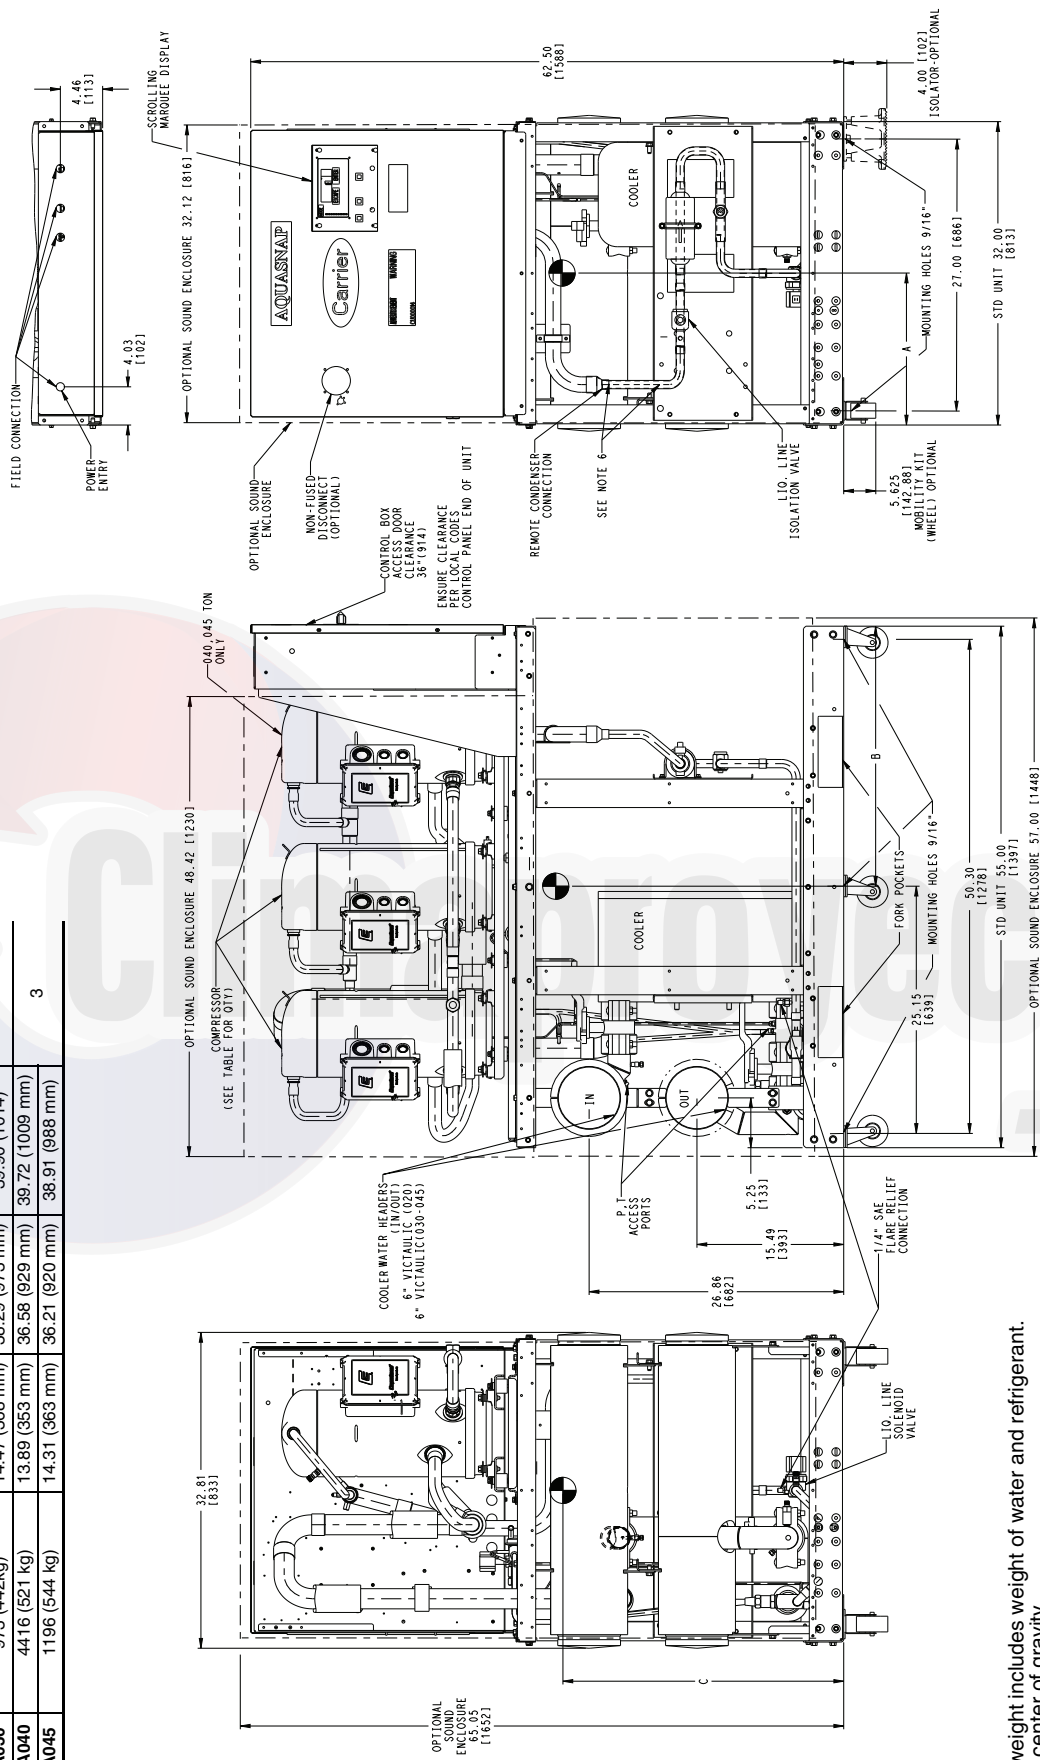 A040 4416 (521 kg) 13.89 (353 mm) 36.58 (929 mm) 39.72 (1009 mm)
A045 1196 (544 kg) 14.31 (363 mm) 36.21 (920 mm) 38.91 (988 mm)
3
FIELD CONNECTION
POWER
ENTRY
4.03
[102]
4.46
[113]
SCROLLING
MARQUEE DISPLAY
OPTIONAL SOUND ENCLOSURE 32.12 [816]
AQUASNAP
Carrier
WARNING
OPTIONAL SOUND
ENCLOSURE
NON-FUSED
DISCONNECT
(OPTIONAL)
CONTROL BOX
ACCESS DOOR
CLEARANCE
36"(914)
ENSURE CLEARANCE
PER LOCAL CODES
CONTROL PANEL END OF UNIT
REMOTE CONDENSER
CONNECTION
SEE NOTE 6
LIQ. LINE
ISOLATION VALVE
COOLER
62.50
[1588]
4.00 [102]
ISOLATOR-OPTIONAL
5.625
[142.88]
MOBILITY KIT
(WHEEL) OPTIONAL
A
MOUNTING HOLES 9/16"
27.00 [686]
STD UNIT 32.00
[813]
040,045 TON
ONLY
OPTIONAL SOUND ENCLOSURE 48.42 [1230]
COMPRESSOR
(SEE TABLE FOR QTY)
E
E
E
COOLER WATER HEADERS
(IN/OUT)
6" VICTAULIC (020)
6" VICTAULIC(030-045)
P,T
ACCESS
PORTS
IN
OUT
COOLER
5.25
[133]
15.49
[393]
26.86
[682]
1/4" SAE
FLARE RELIEF
CONNECTION
B
FORK POCKETS
MOUNTING HOLES 9/16"
25.15
[639]
50.30
[1278]
STD UNIT 55.00
[1397]
OPTIONAL SOUND ENCLOSURE 57.00 [1448]
32.81
[833]
E
OPTIONAL
SOUND
ENCLOSURE
65.05
[1652]
C
LIQ. LINE
SOLENOID
VALVE
weight includes weight of water and refrigerant.
center of gravity